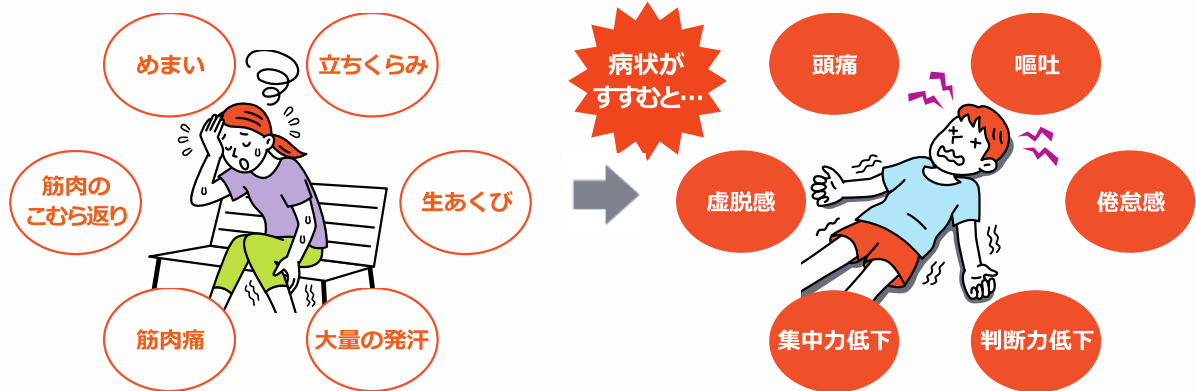 めまい
立ちくらみ
筋肉の
こむら返り
生あくび
筋肉痛
大量の発汗
病状が
すすむと…
頭痛
嘔吐
虚脱感
倦怠感
集中力低下
判断力低下